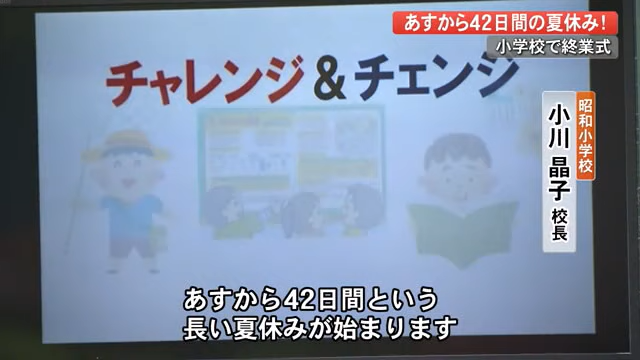 あすから42日間の夏休み！
小学校で終業式
チャレンジ＆チェンジ
昭和小学校
小川 晶子 校長
あすから42日間という
長い夏休みが始まります